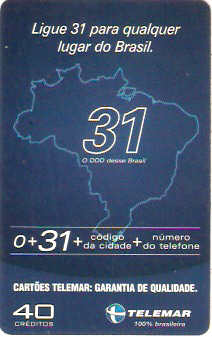 Ligue 31 para qualquer
lugar do Brasil.
31
O DDD desse Brasil
0+31+ código da cidade + número do telefone
CARTÕES TELEMAR: GARANTIA DE QUALIDADE.
40
CRÉDITOS
TELEMAR
100% brasileira